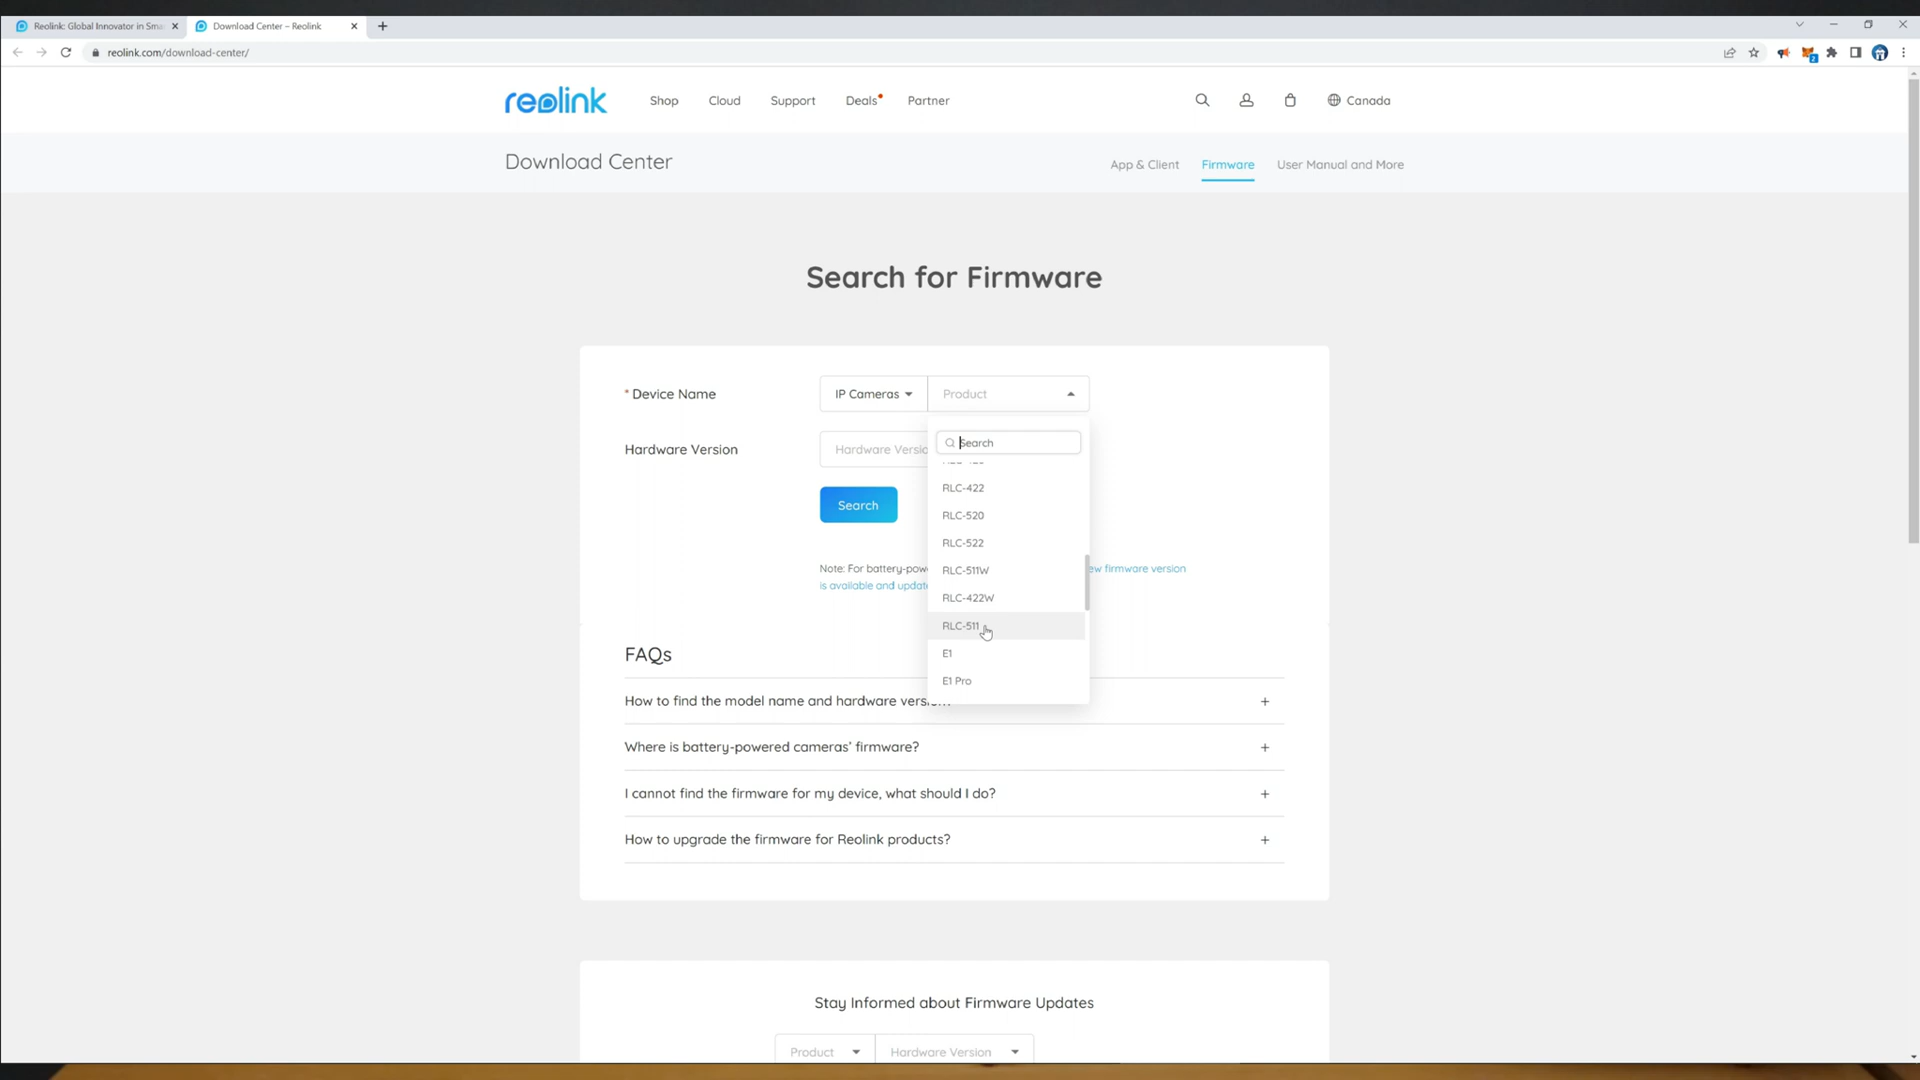 Reolink: Global Innovator in Sma
Download Center – Reolink
reolink.com/download-center/
2
reolink
Shop
Cloud
Support
Deals
Partner
Canada
Download Center
App & Client
Firmware
User Manual and More
Search for Firmware
* Device Name
IP Cameras
Product
Hardware Version
Hardware Versio
Search
RLC-422
RLC-520
RLC-522
RLC-511W
RLC-422W
RLC-511
E1
E1 Pro
Search
Note: For battery-pow
ew firmware version
is available and update
FAQs
How to find the model name and hardware version?
Where is battery-powered cameras' firmware?
I cannot find the firmware for my device, what should I do?
How to upgrade the firmware for Reolink products?
Stay Informed about Firmware Updates
Product
Hardware Version